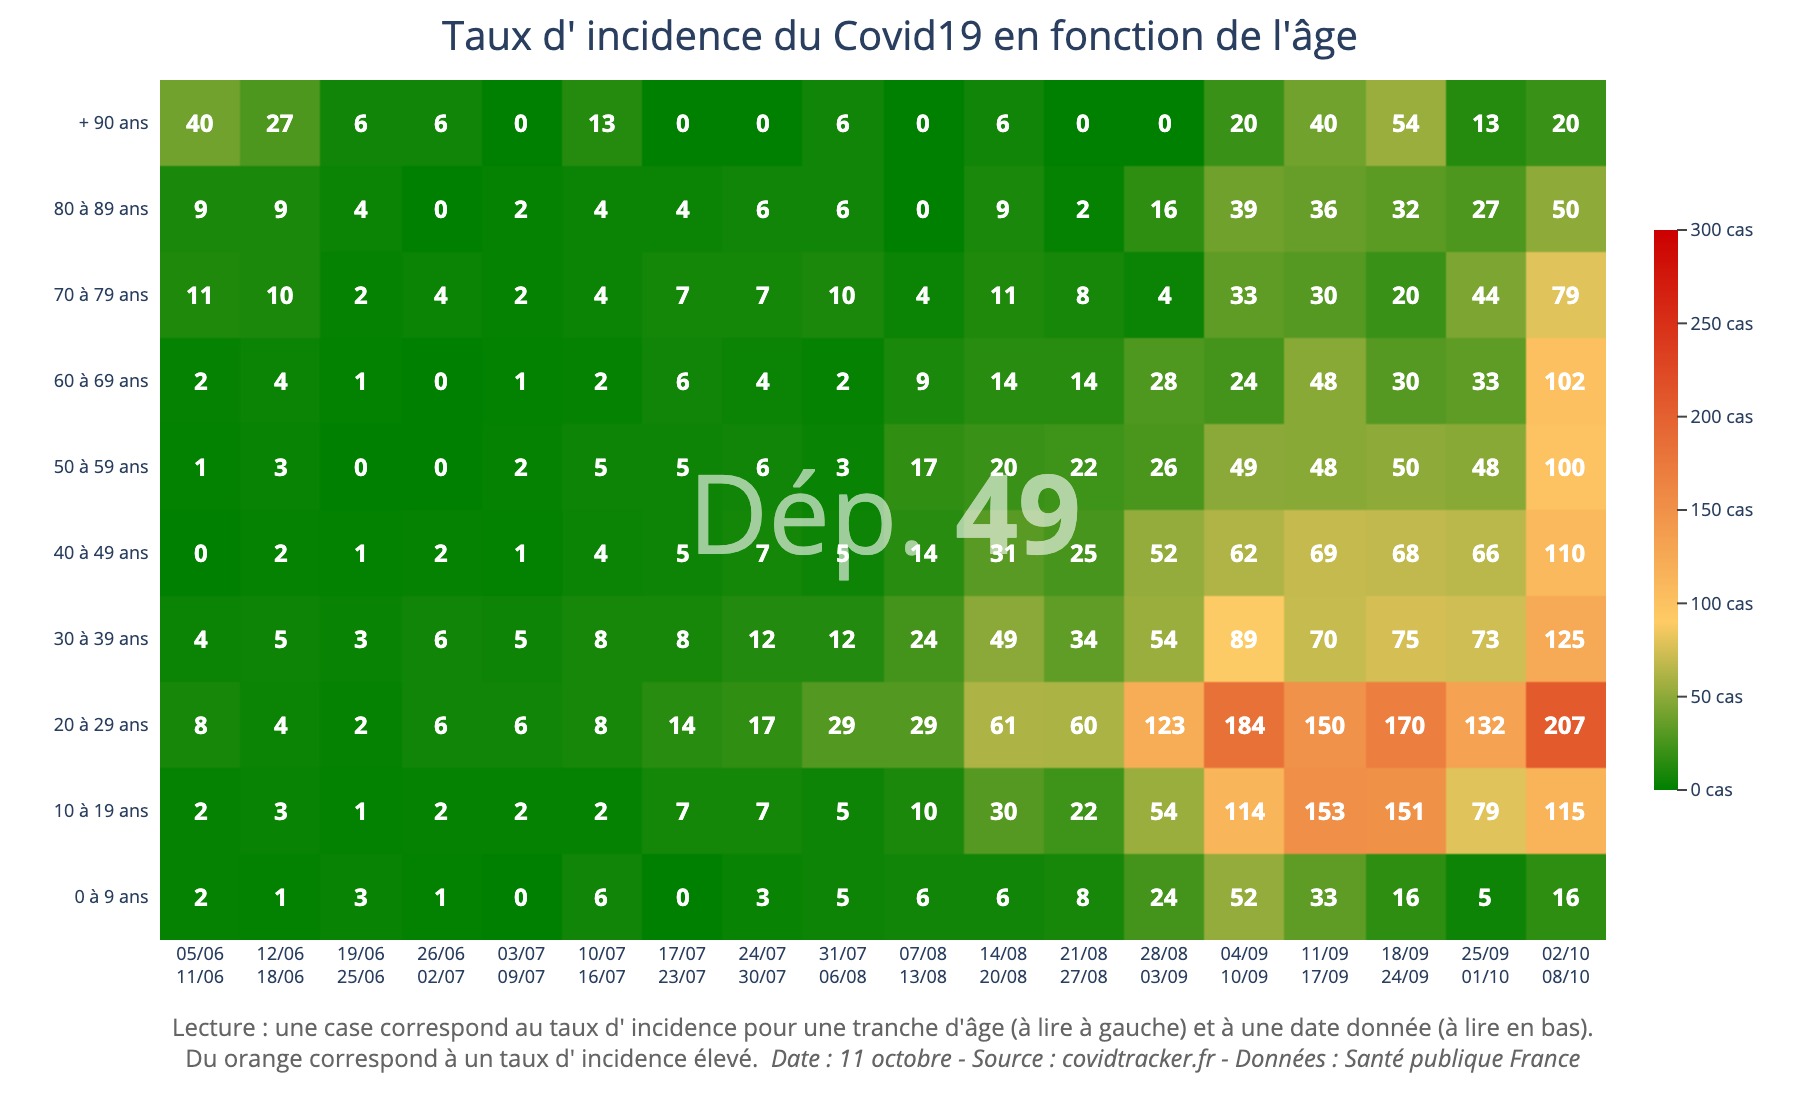 Taux d' incidence du Covid19 en fonction de l'âge
+ 90 ans 40 27 6 6 0 13 0 0 6 0 6 0 0 20 40 54 13 20
80 à 89 ans 9 9 4 0 2 4 4 6 6 0 9 2 16 39 36 32 27 50
70 à 79 ans 11 10 2 4 2 4 7 7 10 4 11 8 4 33 30 20 44 79
60 à 69 ans 2 4 1 0 1 2 6 4 2 9 14 14 28 24 48 30 33 102
50 à 59 ans 1 3 0 0 2 5 5 6 3 17 20 22 26 49 48 50 48 100
Dép. 49
40 à 49 ans 0 2 1 2 1 4 5 7 5 14 31 25 52 62 69 68 66 110
30 à 39 ans 4 5 3 6 5 8 8 12 12 24 49 34 54 89 70 75 73 125
20 à 29 ans 8 4 2 6 6 8 14 17 29 29 61 60 123 184 150 170 132 207
10 à 19 ans 2 3 1 2 2 2 7 7 5 10 30 22 54 114 153 151 79 115
0 à 9 ans 2 1 3 1 0 6 0 3 5 6 6 8 24 52 33 16 5 16
05/06 12/06 19/06 26/06 03/07 10/07 17/07 24/07 31/07 07/08 14/08 21/08 28/08 04/09 11/09 18/09 25/09 02/10
11/06 18/06 25/06 02/07 09/07 16/07 23/07 30/07 06/08 13/08 20/08 27/08 03/09 10/09 17/09 24/09 01/10 08/10
300 cas
250 cas
200 cas
150 cas
100 cas
50 cas
0 cas
Lecture : une case correspond au taux d' incidence pour une tranche d'âge (à lire à gauche) et à une date donnée (à lire en bas).
Du orange correspond à un taux d' incidence élevé. Date : 11 octobre - Source : covidtracker.fr - Données : Santé publique France